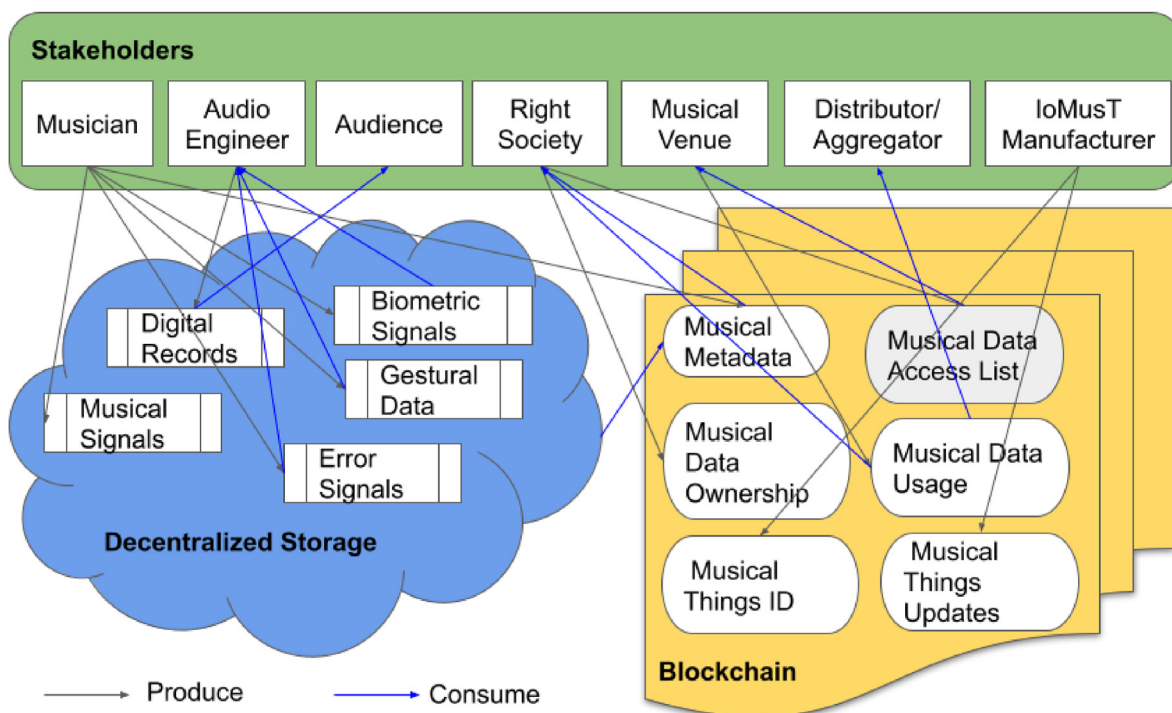 Stakeholders
Musician
Audio
Engineer
Audience
Right
Society
Musical
Venue
Distributor/
Aggregator
IoMusT
Manufacturer
Digital
Records
Biometric
Signals
Gestural
Data
Musical
Signals
Error
Signals
Decentralized Storage
Musical
Metadata
Musical Data
Access List
Musical
Data
Ownership
Musical Data
Usage
Musical
Things ID
Musical
Things
Updates
Blockchain
Produce
Consume